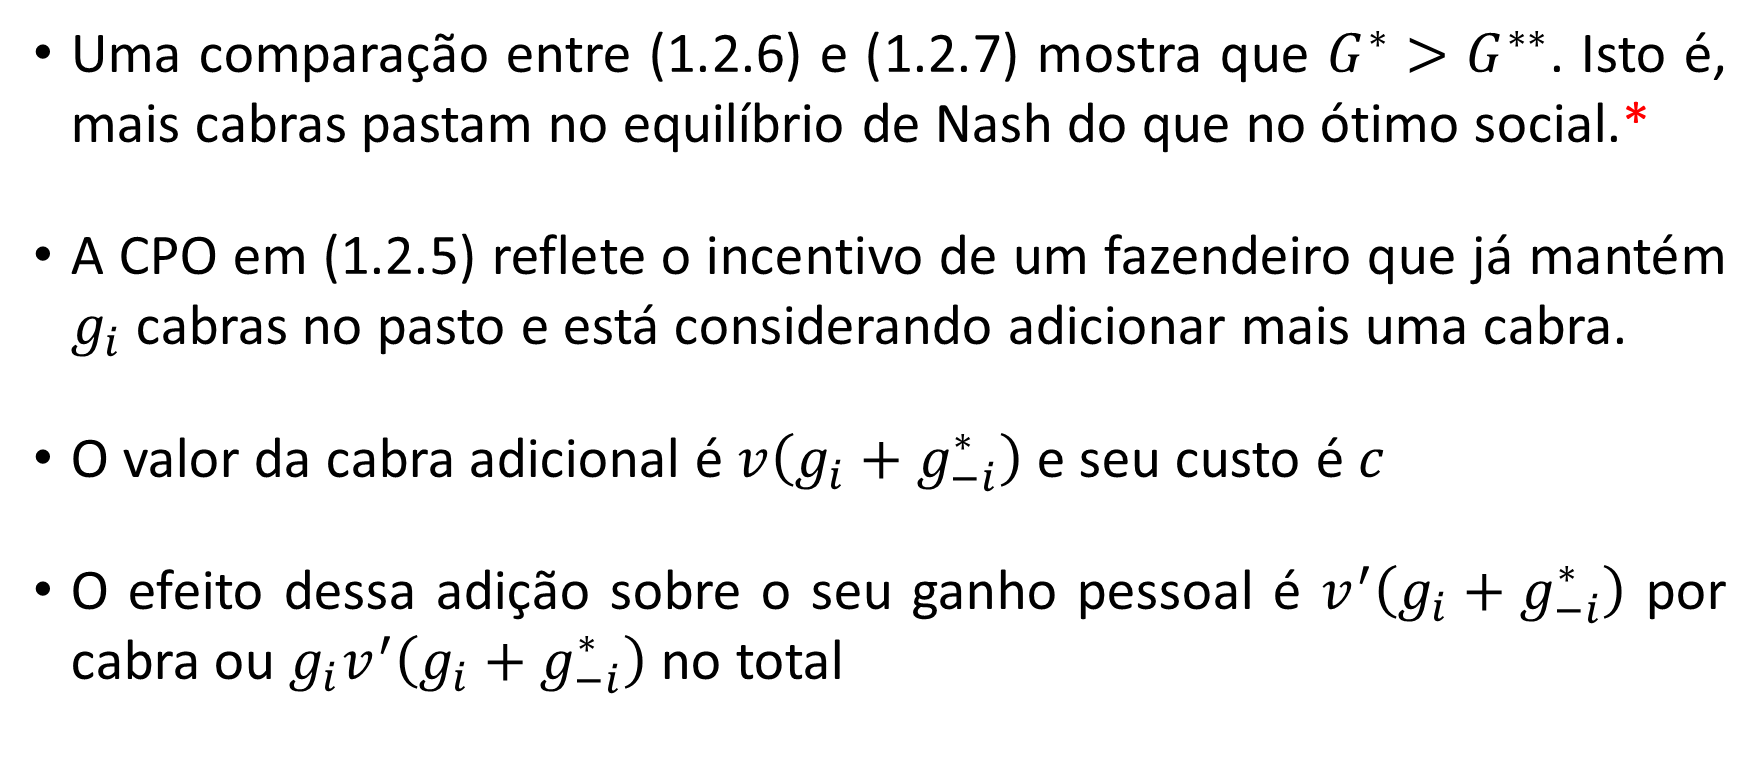 • Uma comparação entre (1.2.6) e (1.2.7) mostra que G* > G**. Isto é,
mais cabras pastam no equilíbrio de Nash do que no ótimo social.*
• A CPO em (1.2.5) reflete o incentivo de um fazendeiro que já mantém
gᵢ cabras no pasto e está considerando adicionar mais uma cabra.
• O valor da cabra adicional é v(gᵢ + g*₋ᵢ) e seu custo é c
• O efeito dessa adição sobre o seu ganho pessoal é v′(gᵢ + g*₋ᵢ) por
cabra ou gᵢv′(gᵢ + g*₋ᵢ) no total